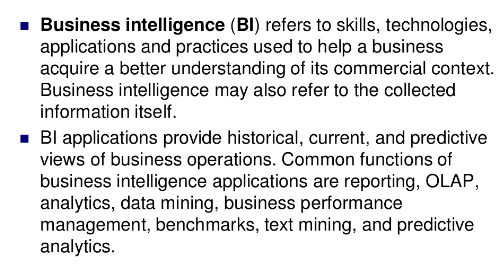 Business intelligence (BI) refers to skills, technologies,
applications and practices used to help a business
acquire a better understanding of its commercial context.
Business intelligence may also refer to the collected
information itself.
BI applications provide historical, current, and predictive
views of business operations. Common functions of
business intelligence applications are reporting, OLAP,
analytics, data mining, business performance
management, benchmarks, text mining, and predictive
analytics.